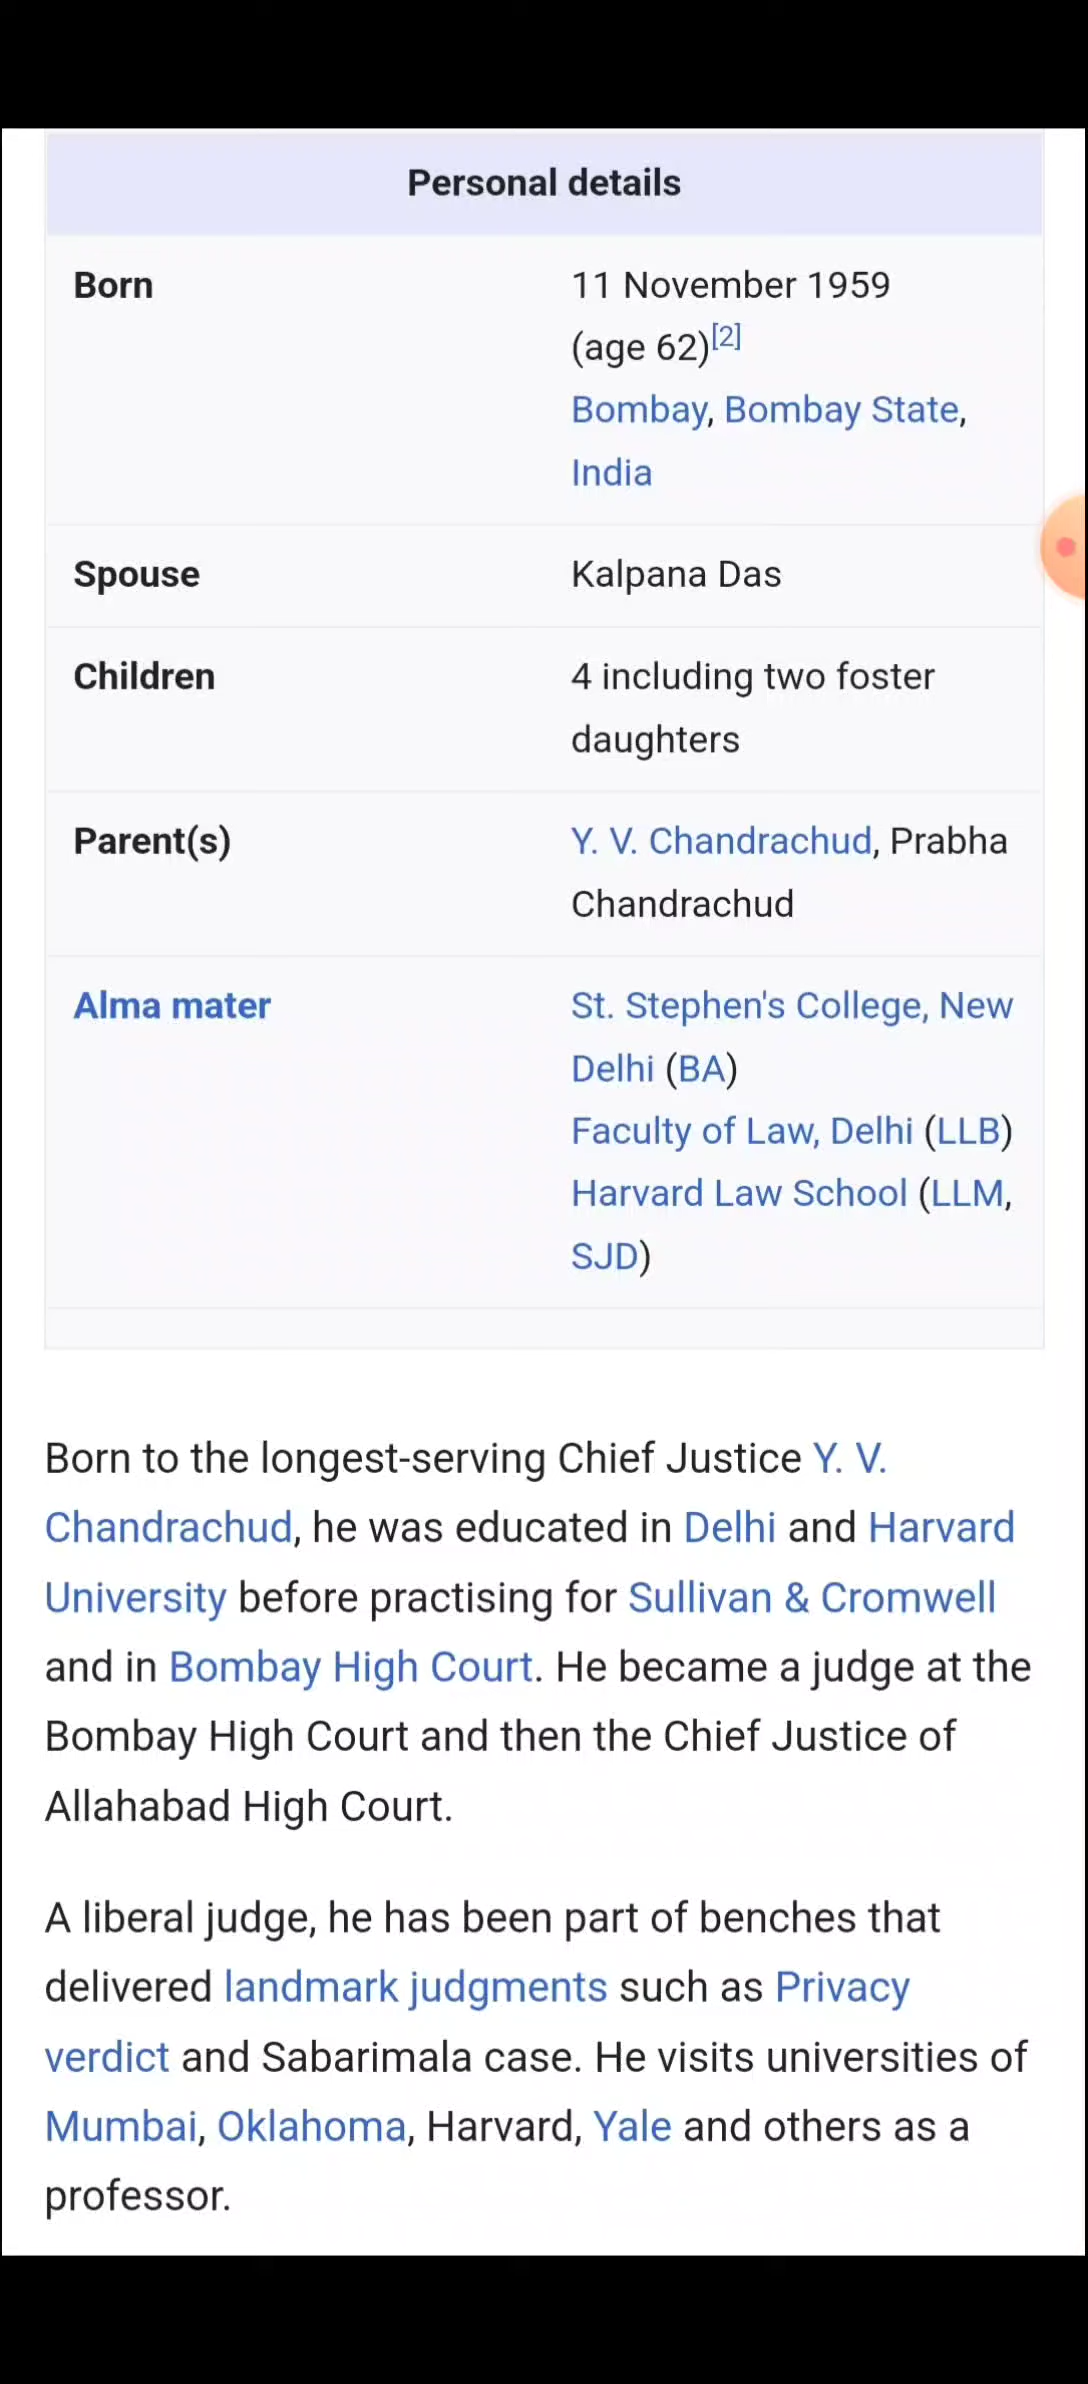 Personal details
Born
11 November 1959
(age 62)[2]
Bombay, Bombay State,
India
Spouse
Kalpana Das
Children
4 including two foster
daughters
Parent(s)
Y. V. Chandrachud, Prabha
Chandrachud
Alma mater
St. Stephen's College, New
Delhi (BA)
Faculty of Law, Delhi (LLB)
Harvard Law School (LLM,
SJD)
Born to the longest-serving Chief Justice Y. V.
Chandrachud, he was educated in Delhi and Harvard
University before practising for Sullivan & Cromwell
and in Bombay High Court. He became a judge at the
Bombay High Court and then the Chief Justice of
Allahabad High Court.
A liberal judge, he has been part of benches that
delivered landmark judgments such as Privacy
verdict and Sabarimala case. He visits universities of
Mumbai, Oklahoma, Harvard, Yale and others as a
professor.